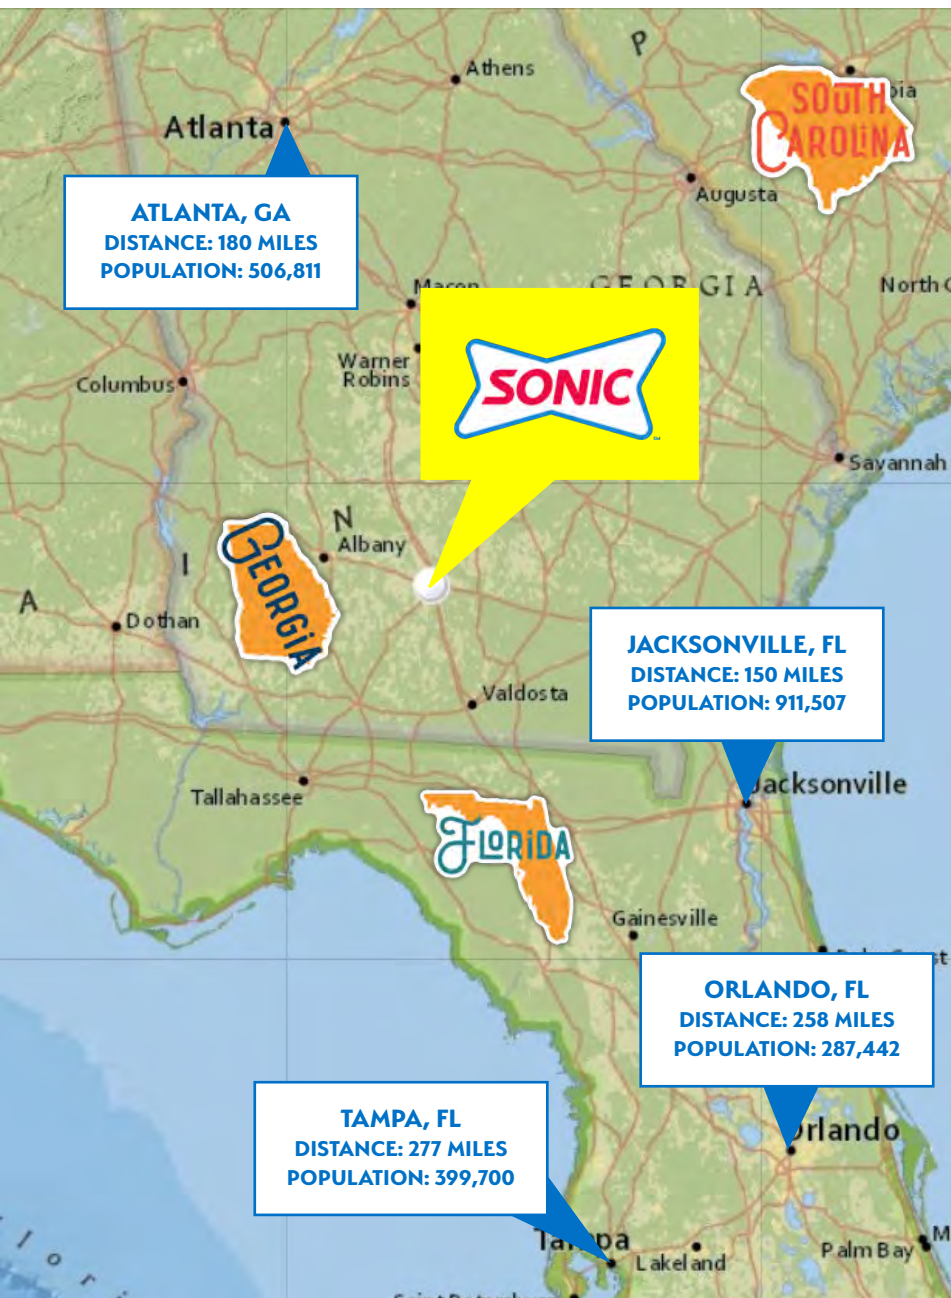 P
Athens
Atlanta
SOUTH
CAROLINA
bia
Augusta
ATLANTA, GA
DISTANCE: 180 MILES
POPULATION: 506,811
Macon
GEORGIA
North C
Warner
Robins
SONIC
Columbus
Savannah
N
Albany
I
GEORGIA
A
Dothan
JACKSONVILLE, FL
DISTANCE: 150 MILES
POPULATION: 911,507
Valdosta
Jacksonville
Tallahassee
FLORIDA
Gainesville
st
ORLANDO, FL
DISTANCE: 258 MILES
POPULATION: 287,442
TAMPA, FL
DISTANCE: 277 MILES
POPULATION: 399,700
Orlando
Tampa
Lakeland
Palm Bay
M
l o r